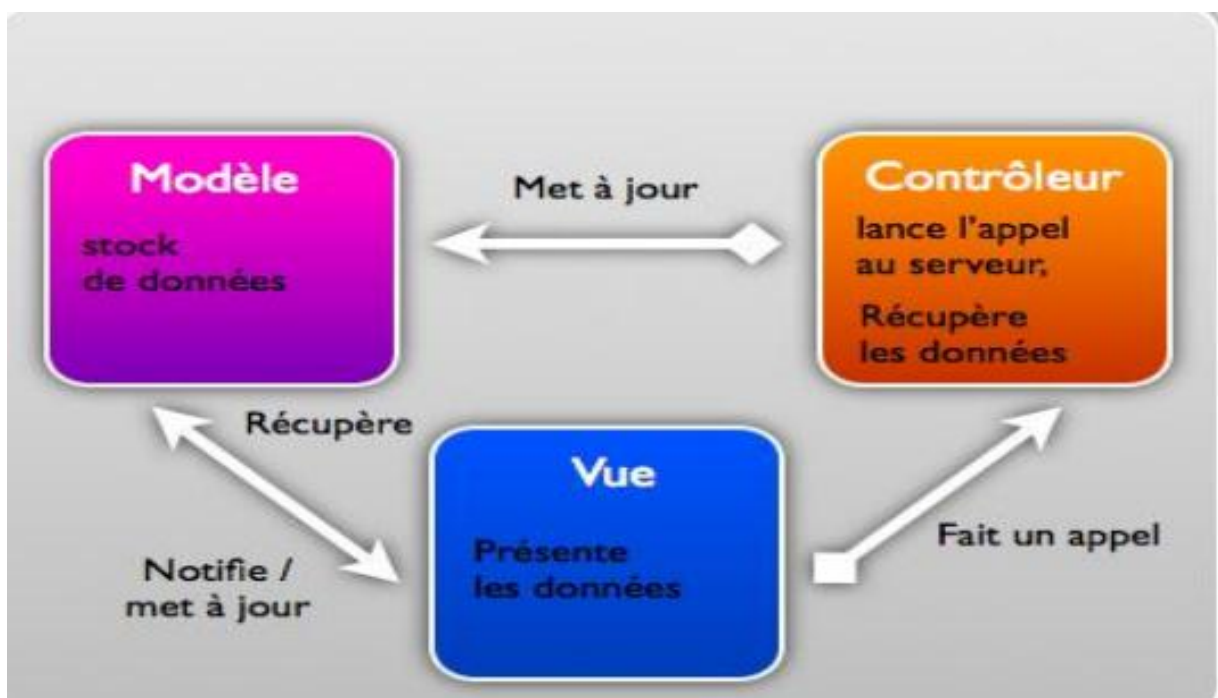 Modèle
stock
de données
Met à jour
Contrôleur
lance l'appel
au serveur,
Récupère
les données
Récupère
Notifie /
met à jour
Vue
Présente
les données
Fait un appel